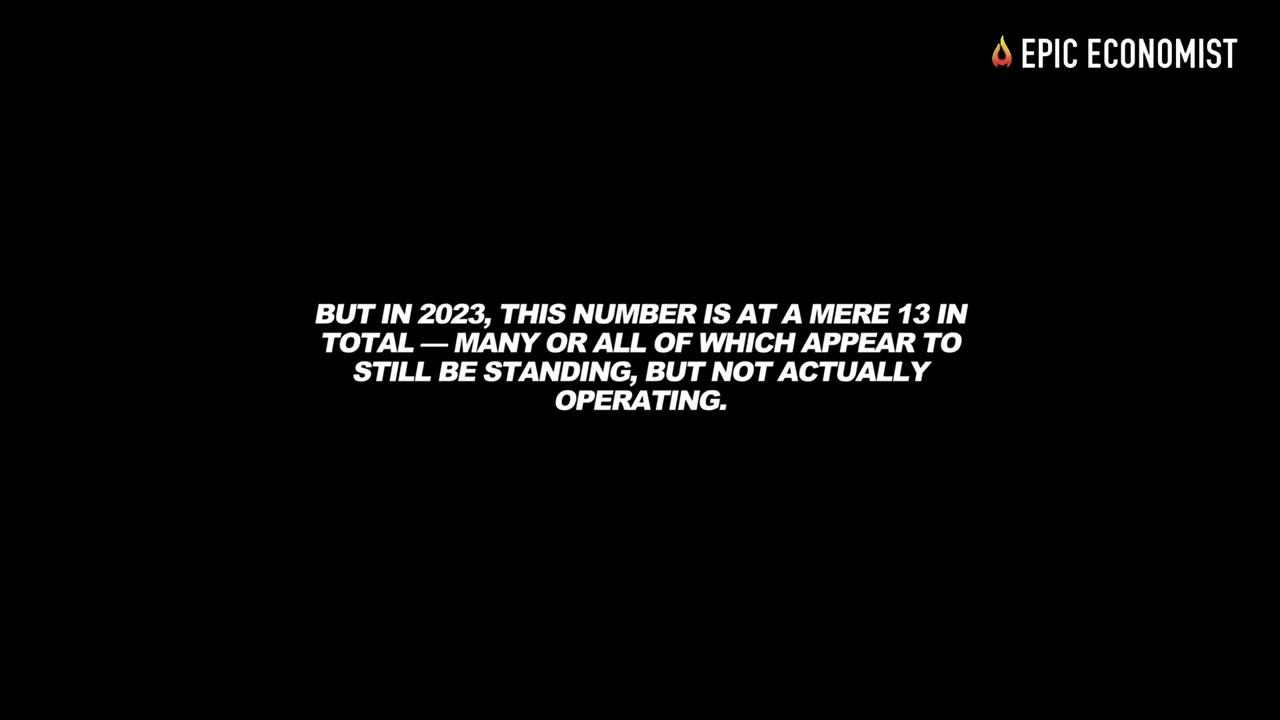 EPIC ECONOMIST
BUT IN 2023, THIS NUMBER IS AT A MERE 13 IN
TOTAL — MANY OR ALL OF WHICH APPEAR TO
STILL BE STANDING, BUT NOT ACTUALLY
OPERATING.